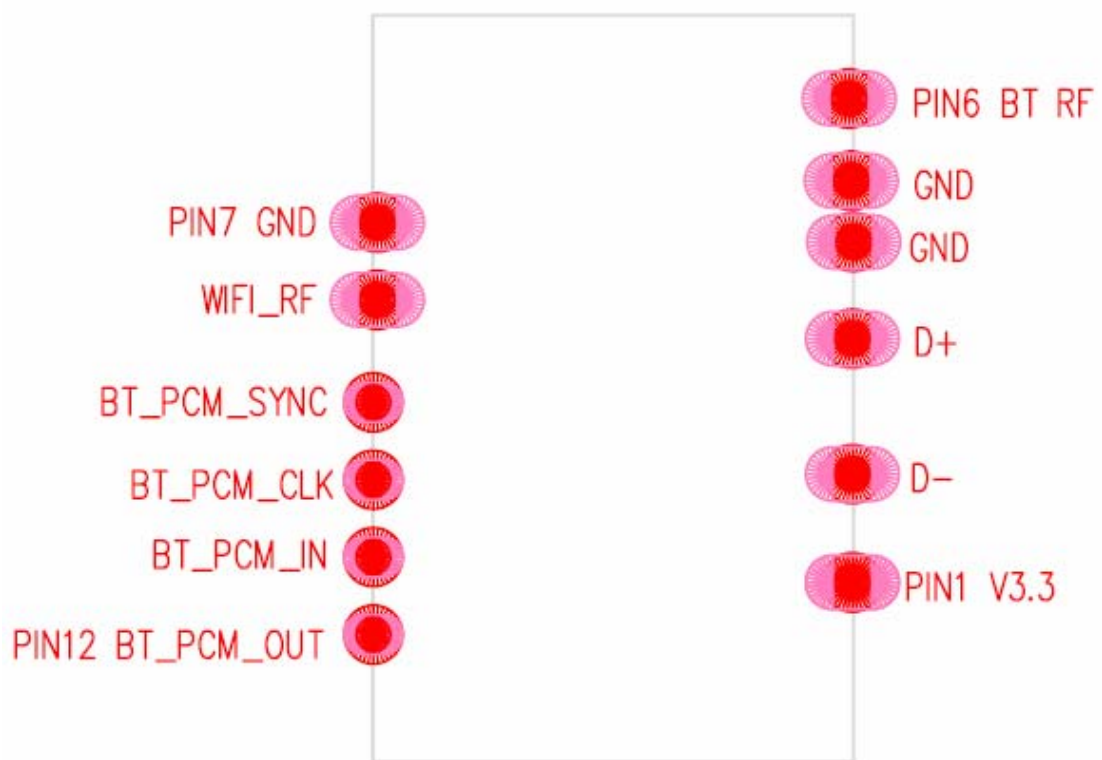 PIN6 BT RF
GND
PIN7 GND
GND
WIFI_RF
D+
BT_PCM_SYNC
BT_PCM_CLK
D-
BT_PCM_IN
PIN1 V3.3
PIN12 BT_PCM_OUT